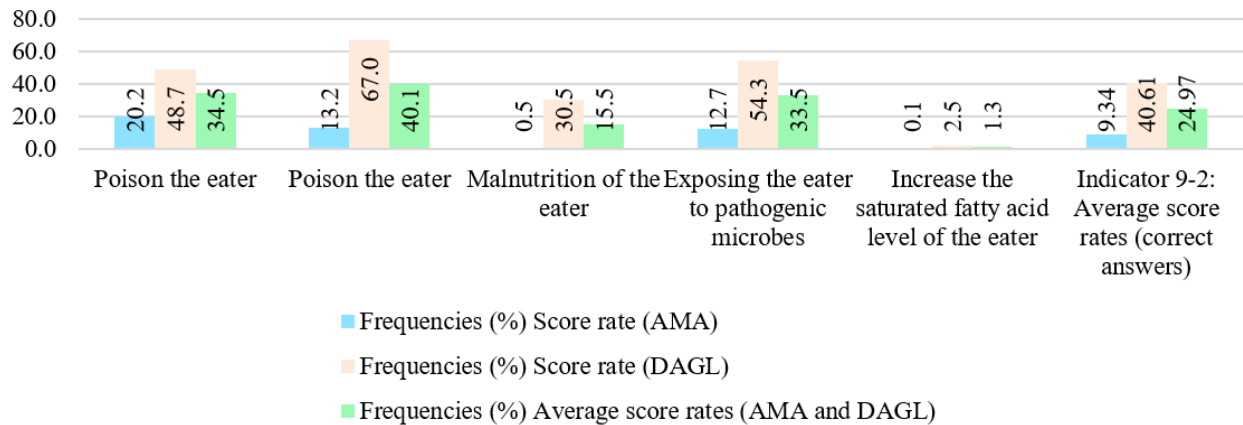 80.0
60.0
40.0
20.0
0.0
20.2
48.7
34.5
13.2
67.0
40.1
0.5
30.5
15.5
12.7
54.3
33.5
0.1
2.5
1.3
9.34
40.61
24.97
Poison the eater
Poison the eater
Malnutrition of the
eater
Exposing the eater
to pathogenic
microbes
Increase the
saturated fatty acid
level of the eater
Indicator 9-2:
Average score
rates (correct
answers)
Frequencies (%) Score rate (AMA)
Frequencies (%) Score rate (DAGL)
Frequencies (%) Average score rates (AMA and DAGL)